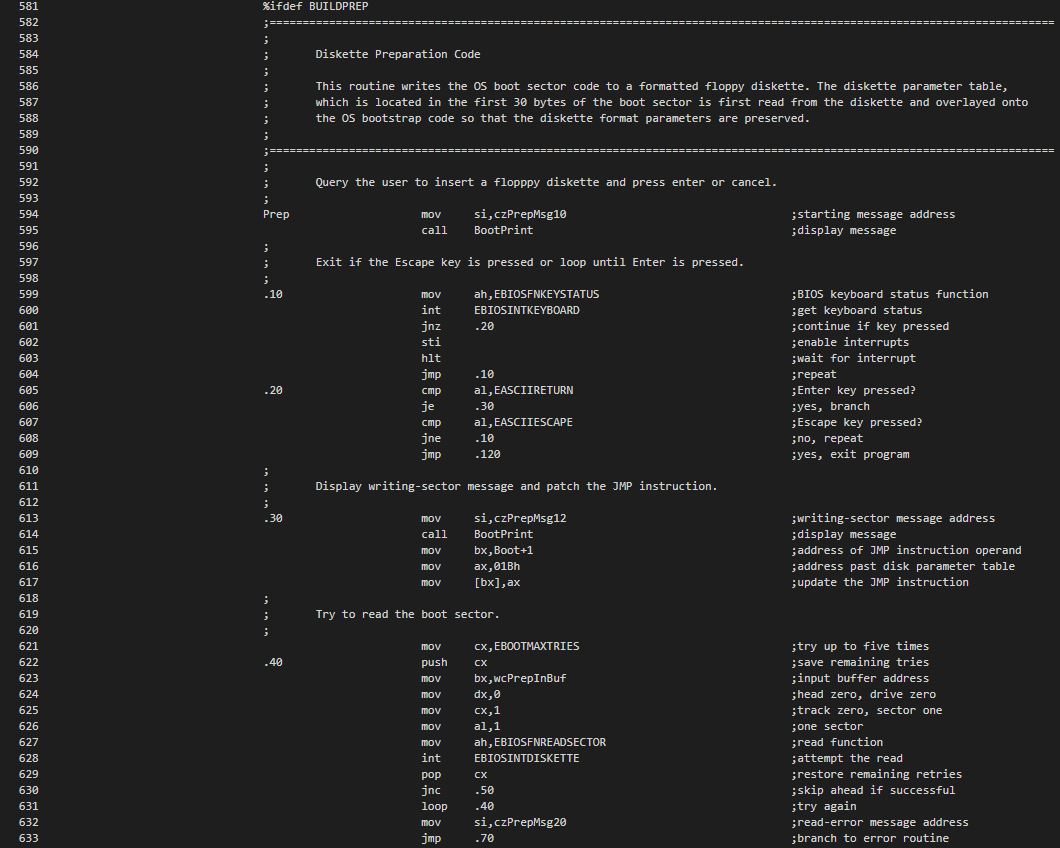 581 %ifdef BUILDPREP
582 ;=======================================================================================================================
583 ;
584 ; Diskette Preparation Code
585 ;
586 ; This routine writes the OS boot sector code to a formatted floppy diskette. The diskette parameter table,
587 ; which is located in the first 30 bytes of the boot sector is first read from the diskette and overlayed onto
588 ; the OS bootstrap code so that the diskette format parameters are preserved.
589 ;
590 ;=======================================================================================================================
591 ;
592 ; Query the user to insert a flopppy diskette and press enter or cancel.
593 ;
594 Prep mov si,czPrepMsg10 ;starting message address
595 call BootPrint ;display message
596 ;
597 ; Exit if the Escape key is pressed or loop until Enter is pressed.
598 ;
599 .10 mov ah,EBIOSFNKEYSTATUS ;BIOS keyboard status function
600 int EBIOSINTKEYBOARD ;get keyboard status
601 jnz .20 ;continue if key pressed
602 sti ;enable interrupts
603 hlt ;wait for interrupt
604 jmp .10 ;repeat
605 .20 cmp al,EASCIIRETURN ;Enter key pressed?
606 je .30 ;yes, branch
607 cmp al,EASCIIESCAPE ;Escape key pressed?
608 jne .10 ;no, repeat
609 jmp .120 ;yes, exit program
610 ;
611 ; Display writing-sector message and patch the JMP instruction.
612 ;
613 .30 mov si,czPrepMsg12 ;writing-sector message address
614 call BootPrint ;display message
615 mov bx,Boot+1 ;address of JMP instruction operand
616 mov ax,01Bh ;address past disk parameter table
617 mov [bx],ax ;update the JMP instruction
618 ;
619 ; Try to read the boot sector.
620 ;
621 mov cx,EBOOTMAXTRIES ;try up to five times
622 .40 push cx ;save remaining tries
623 mov bx,wcPrepInBuf ;input buffer address
624 mov dx,0 ;head zero, drive zero
625 mov cx,1 ;track zero, sector one
626 mov al,1 ;one sector
627 mov ah,EBIOSFNREADSECTOR ;read function
628 int EBIOSINTDISKETTE ;attempt the read
629 pop cx ;restore remaining retries
630 jnc .50 ;skip ahead if successful
631 loop .40 ;try again
632 mov si,czPrepMsg20 ;read-error message address
633 jmp .70 ;branch to error routine